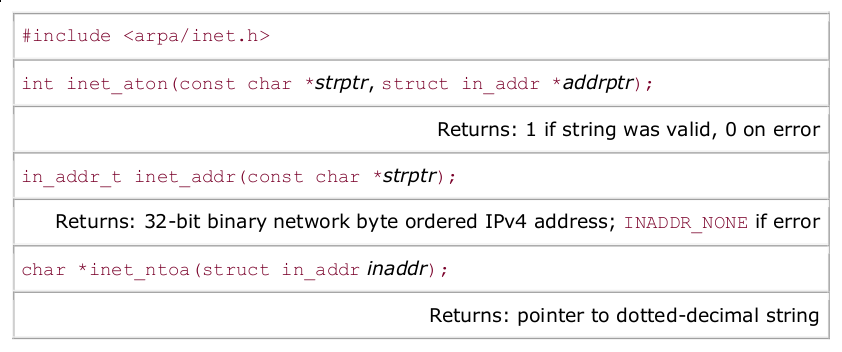 #include <arpa/inet.h>
int inet_aton(const char *strptr, struct in_addr *addrptr);
Returns: 1 if string was valid, 0 on error
in_addr_t inet_addr(const char *strptr);
Returns: 32-bit binary network byte ordered IPv4 address; INADDR_NONE if error
char *inet_ntoa(struct in_addr inaddr);
Returns: pointer to dotted-decimal string